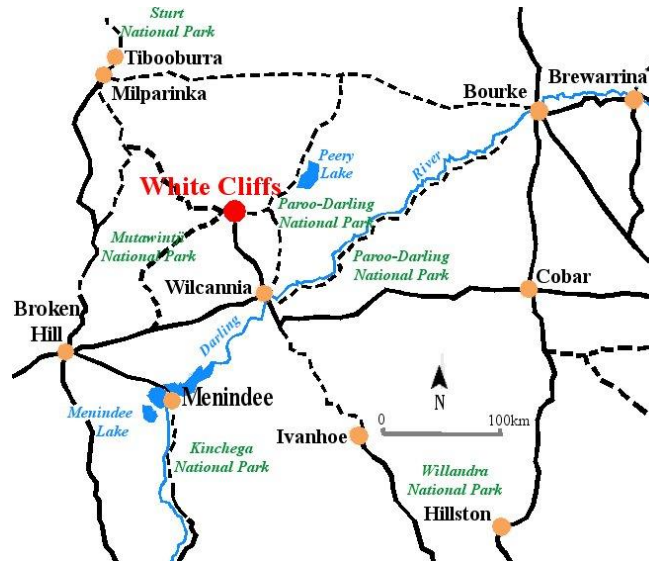 Sturt
National Park
Tibooburra
Milparinka
Bourke
Brewarrina
Peery
Lake
River
White Cliffs
Paroo-Darling
National Park
Mutawintji
National Park
Paroo-Darling
National Park
Wilcannia
Cobar
Broken
Hill
Darling
Menindee
Menindee
Lake
N
0
100km
Ivanhoe
Kinchega
National Park
Willandra
National Park
Hillston